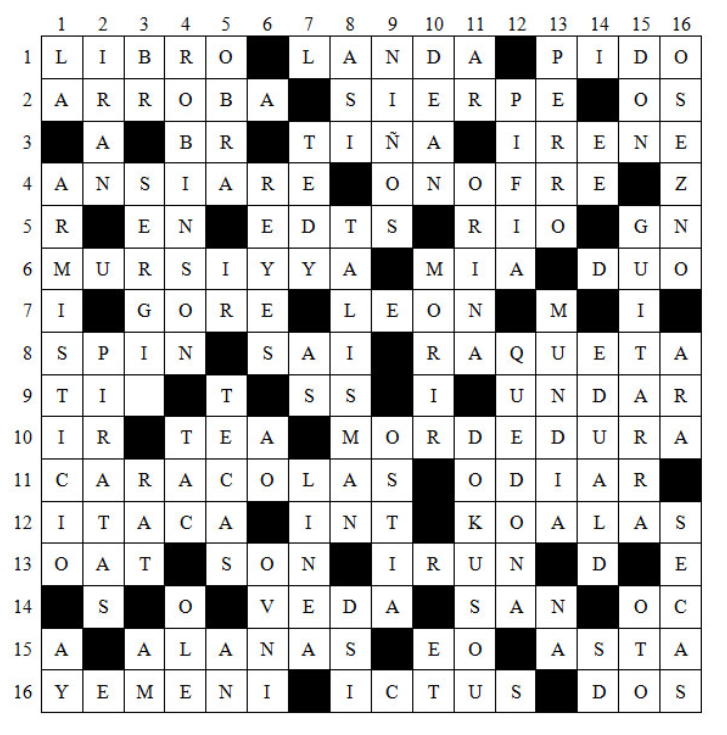 1 2 3 4 5 6 7 8 9 10 11 12 13 14 15 16
1 L I B R O L A N D A P I D O
2 A R R O B A S I E R P E O S
3 A B R T I Ñ A I R E N E
4 A N S I A R E O N O F R E Z
5 R E N E D T S R I O G N
6 M U R S I Y Y A M I A D U O
7 I G O R E L E O N M I
8 S P I N S A I R A Q U E T A
9 T I T S S I U N D A R
10 I R T E A M O R D E D U R A
11 C A R A C O L A S O D I A R
12 I T A C A I N T K O A L A S
13 O A T S O N I R U N D E
14 S O V E D A S A N O C
15 A A L A N A S E O A S T A
16 Y E M E N I I C T U S D O S